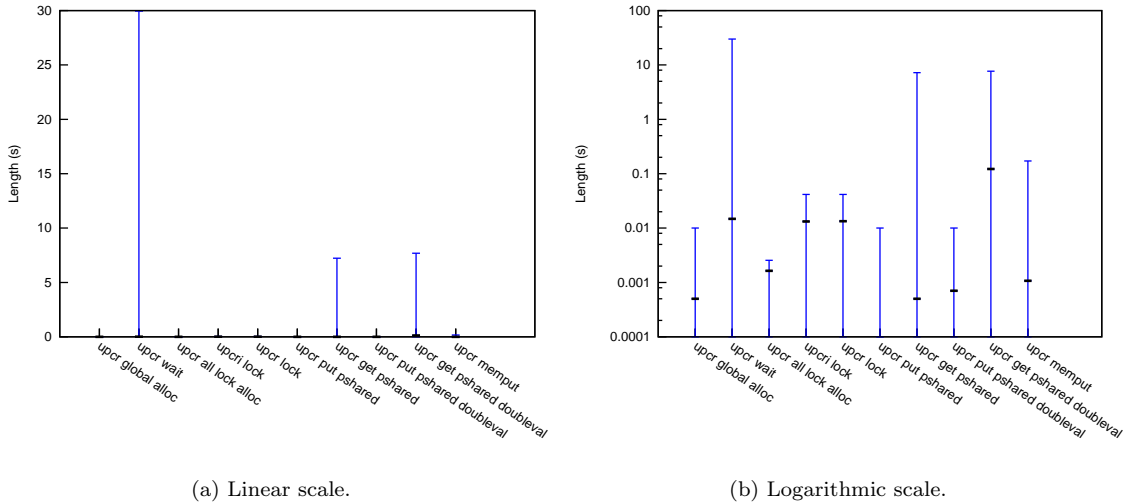 30
25
20
15
10
5
0
Length (s)
upcr global alloc
upcr wait
upcr all lock alloc
upcri lock
upcr lock
upcr put pshared
upcr get pshared
upcr put pshared doubleval
upcr get pshared doubleval
upcr memput
(a) Linear scale.
100
10
1
0.1
0.01
0.001
0.0001
Length (s)
upcr global alloc
upcr wait
upcr all lock alloc
upcri lock
upcr lock
upcr put pshared
upcr get pshared
upcr put pshared doubleval
upcr get pshared doubleval
upcr memput
(b) Logarithmic scale.